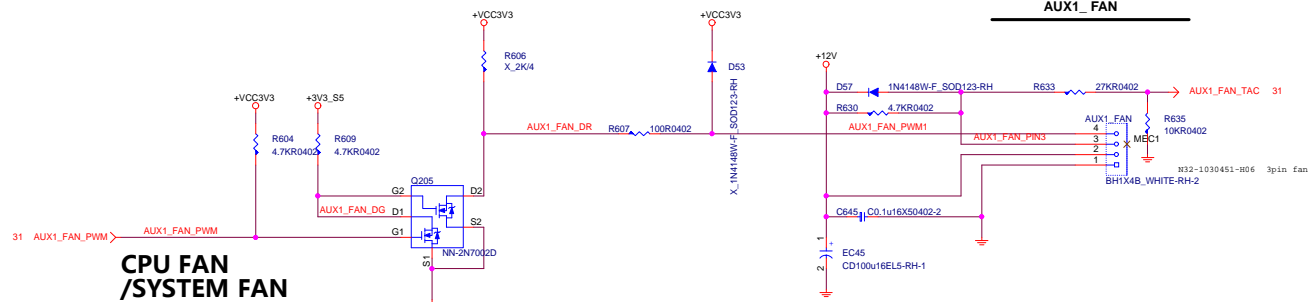 AUX1_ FAN
+VCC3V3
+VCC3V3
R606
X_2K/4
D53
X_1N4148W-F_SOD123-RH
+12V
D57
1N4148W-F_SOD123-RH
R633
27KR0402
AUX1_FAN_TAC
31
+VCC3V3
+3V3_S5
R630
4.7KR0402
R604
4.7KR0402
R609
4.7KR0402
AUX1_FAN_DR
R607
100R0402
AUX1_FAN_PWM1
AUX1_FAN
R635
10KR0402
AUX1_FAN_PIN3
4
3
2
1
MEC1
N32-1030451-H06 3pin fan
BH1X4B_WHITE-RH-2
Q205
G2
D2
D1
S2
G1
S1
AUX1_FAN_DG
NN-2N7002D
31
AUX1_FAN_PWM
AUX1_FAN_PWM
C645
C0.1u16X50402-2
1
+
2
EC45
CD100u16EL5-RH-1
CPU FAN
/SYSTEM FAN